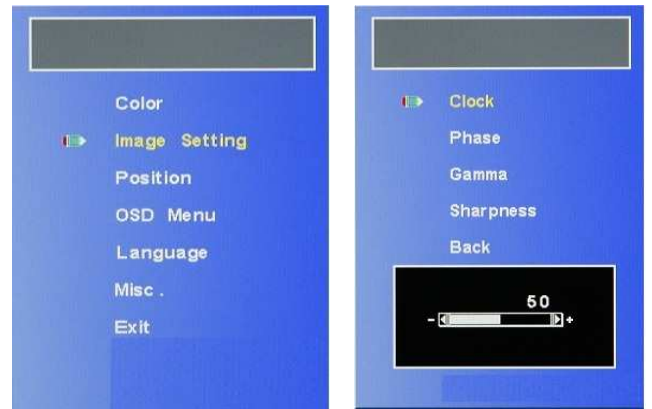 Color
Image Setting
Position
OSD Menu
Language
Misc.
Exit
Clock
Phase
Gamma
Sharpness
Back
50
- +